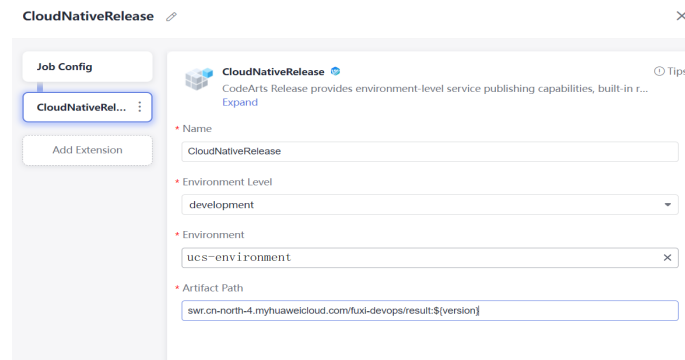 CloudNativeRelease
Job Config
CloudNativeRel...
Add Extension
CloudNativeRelease
Tips
CodeArts Release provides environment-level service publishing capabilities, built-in r...
Expand
* Name
CloudNativeRelease
* Environment Level
development
* Environment
ucs-environment
* Artifact Path
swr.cn-north-4.myhuaweicloud.com/fuxi-devops/result:${version}